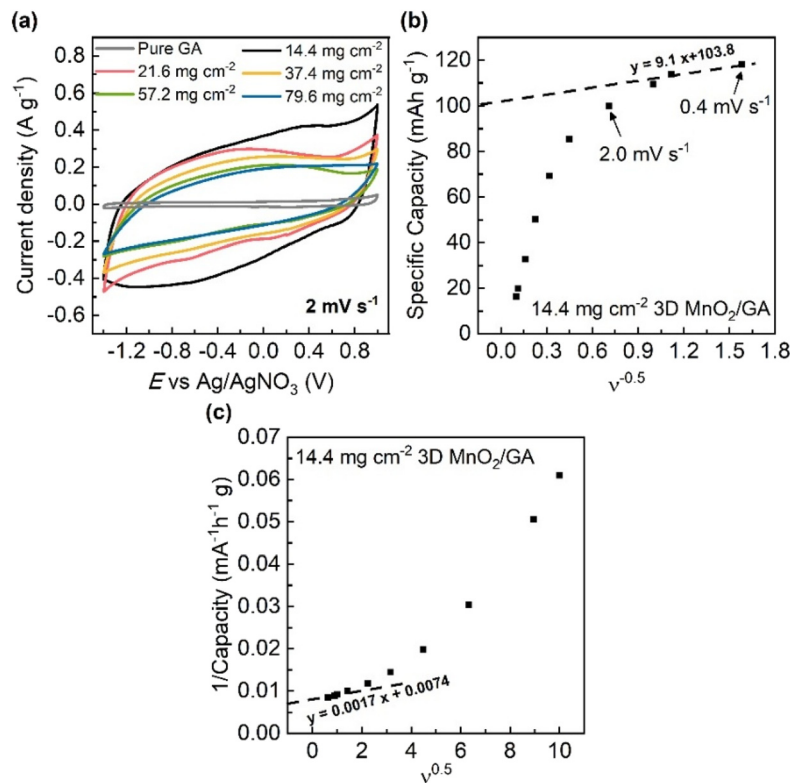 (a)
Pure GA
14.4 mg cm⁻²
21.6 mg cm⁻²
37.4 mg cm⁻²
57.2 mg cm⁻²
79.6 mg cm⁻²
0.8
0.6
0.4
0.2
0.0
-0.2
-0.4
-0.6
Current density (A g⁻¹)
2 mV s⁻¹
-1.2 -0.8 -0.4 0.0 0.4 0.8
E vs Ag/AgNO₃ (V)
(b)
y = 9.1 x+103.8
120
100
80
60
40
20
0
Specific Capacity (mAh g⁻¹)
0.4 mV s⁻¹
2.0 mV s⁻¹
14.4 mg cm⁻² 3D MnO₂/GA
0.0 0.3 0.6 0.9 1.2 1.5 1.8
ν⁻⁰·⁵
(c)
14.4 mg cm⁻² 3D MnO₂/GA
0.07
0.06
0.05
0.04
0.03
0.02
0.01
0.00
1/Capacity (mA⁻¹h⁻¹ g)
y = 0.0017 x + 0.0074
0 2 4 6 8 10
ν⁰·⁵